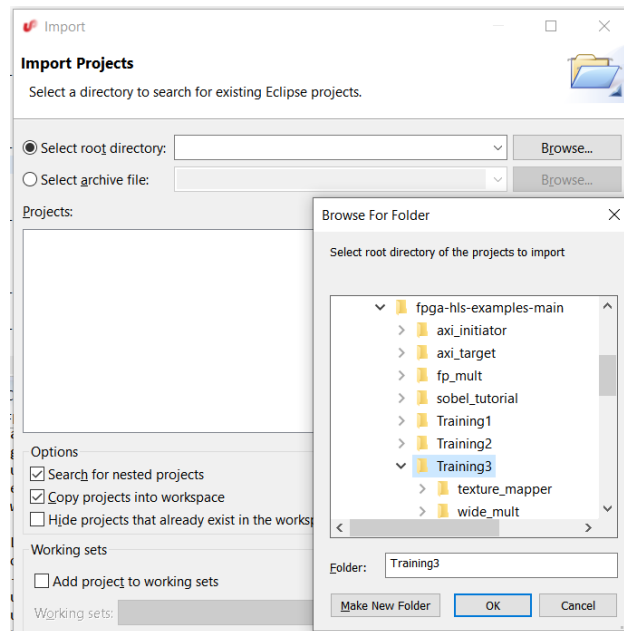 Import
Import Projects
Select a directory to search for existing Eclipse projects.
Select root directory:
Browse...
Select archive file:
Browse...
Projects:
Browse For Folder
Select root directory of the projects to import
fpga-hls-examples-main
axi_initiator
axi_target
fp_mult
sobel_tutorial
Training1
Training2
Training3
texture_mapper
wide_mult
Folder: Training3
Make New Folder
OK
Cancel
Options
Search for nested projects
Copy projects into workspace
Hide projects that already exist in the
Working sets
Add project to working sets
Working sets: